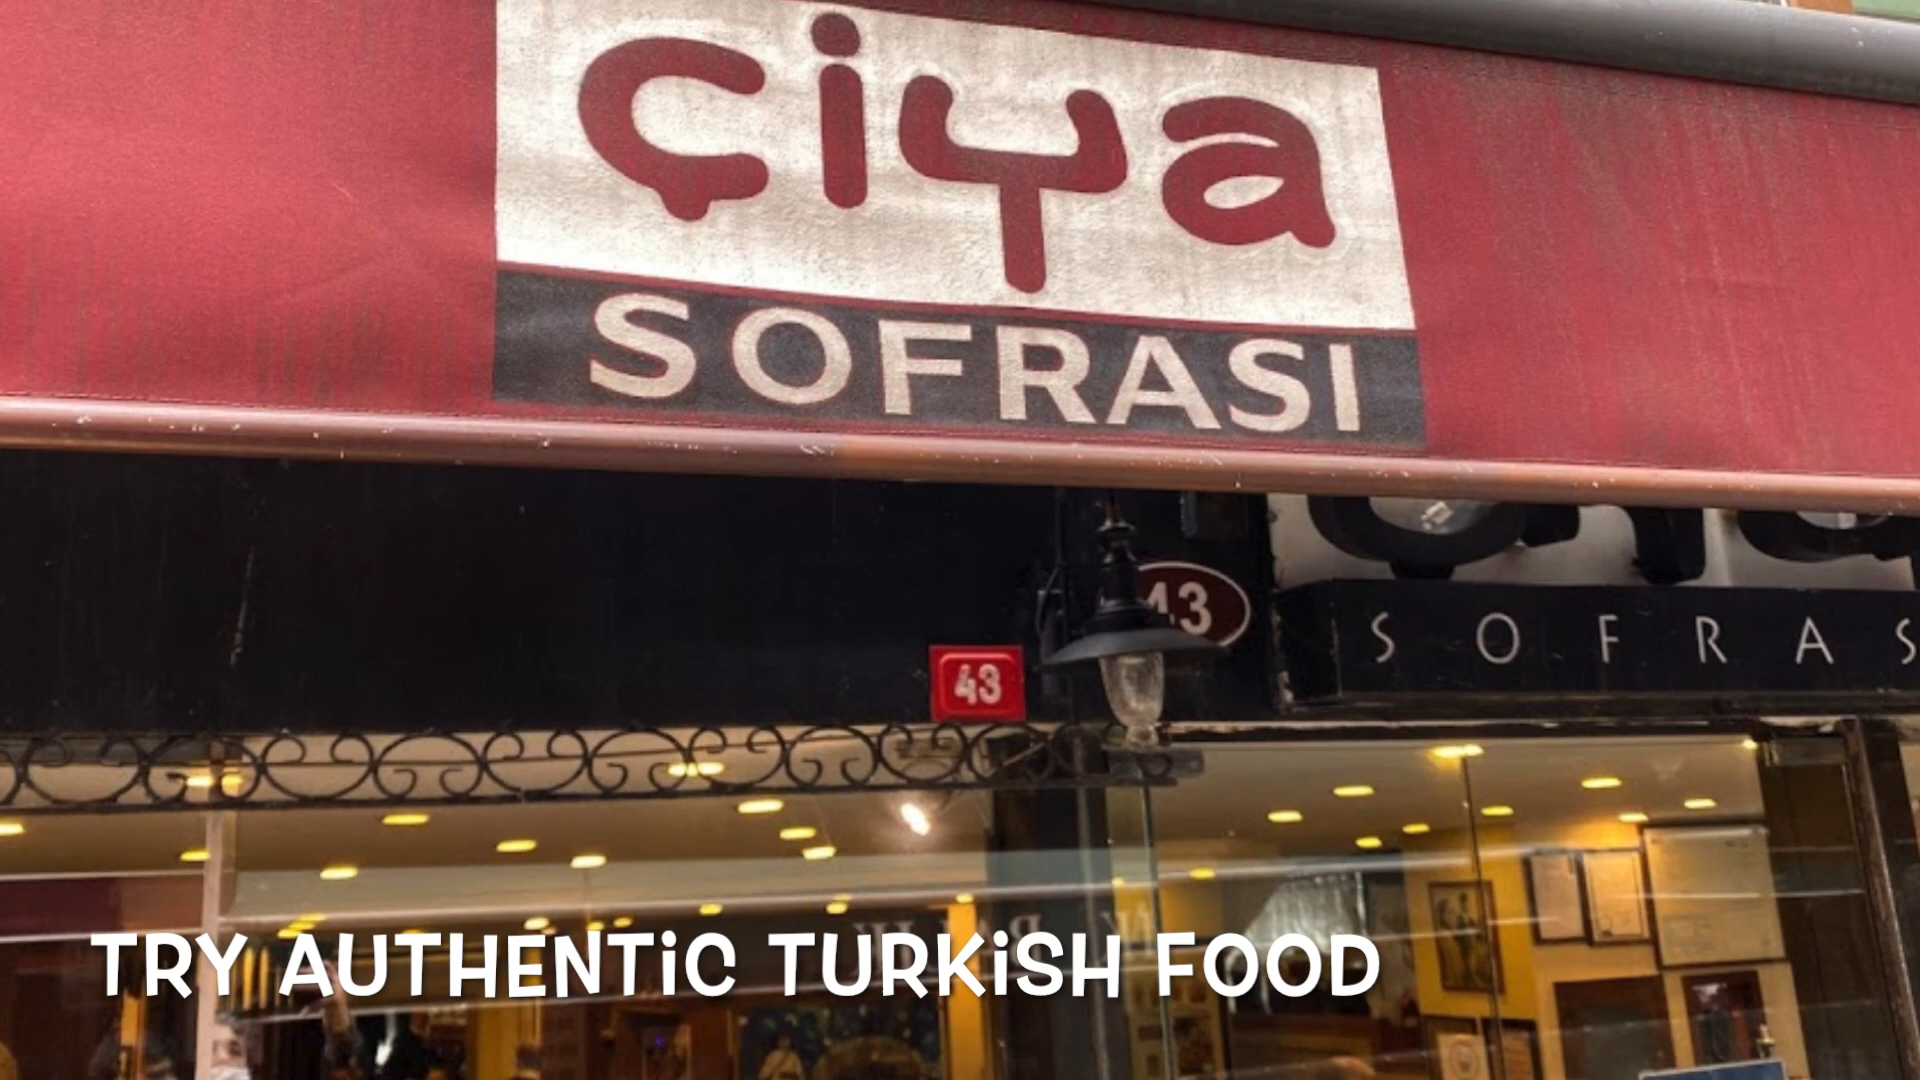 çiya
SOFRASI
43
43
SOFRAS
TRY AUTHENTIC TURKISH FOOD